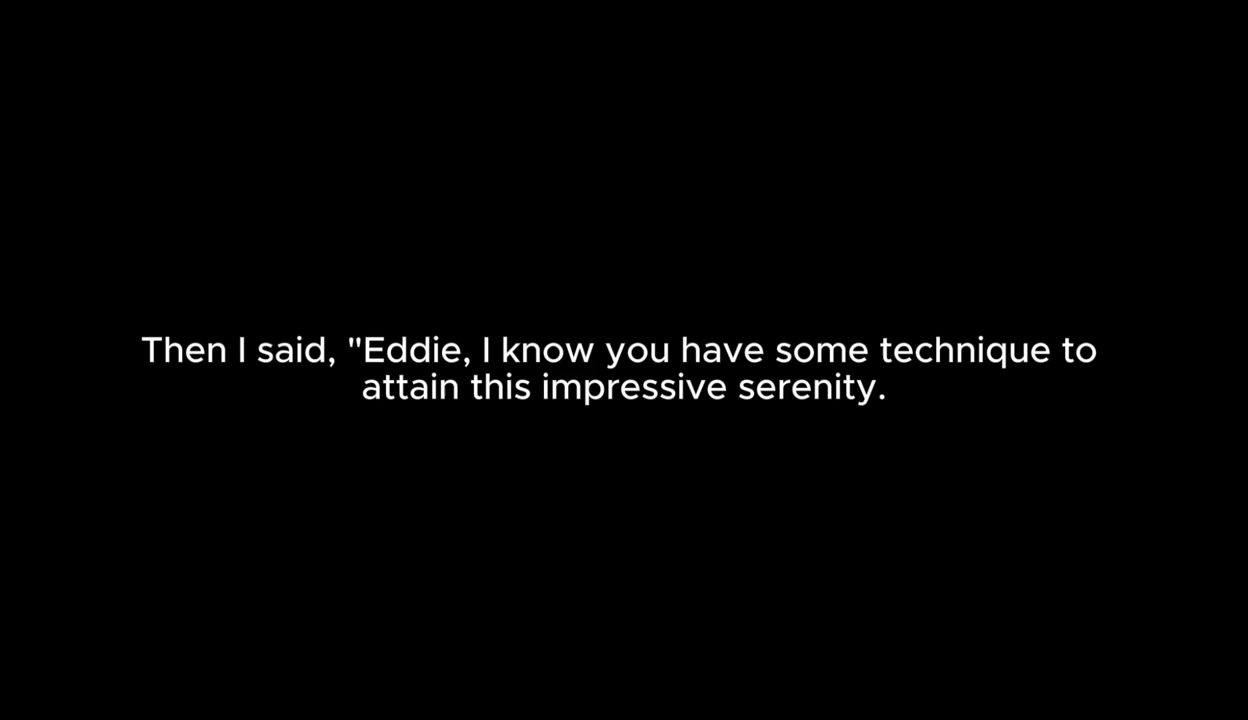 Then I said, "Eddie, I know you have some technique to
attain this impressive serenity.